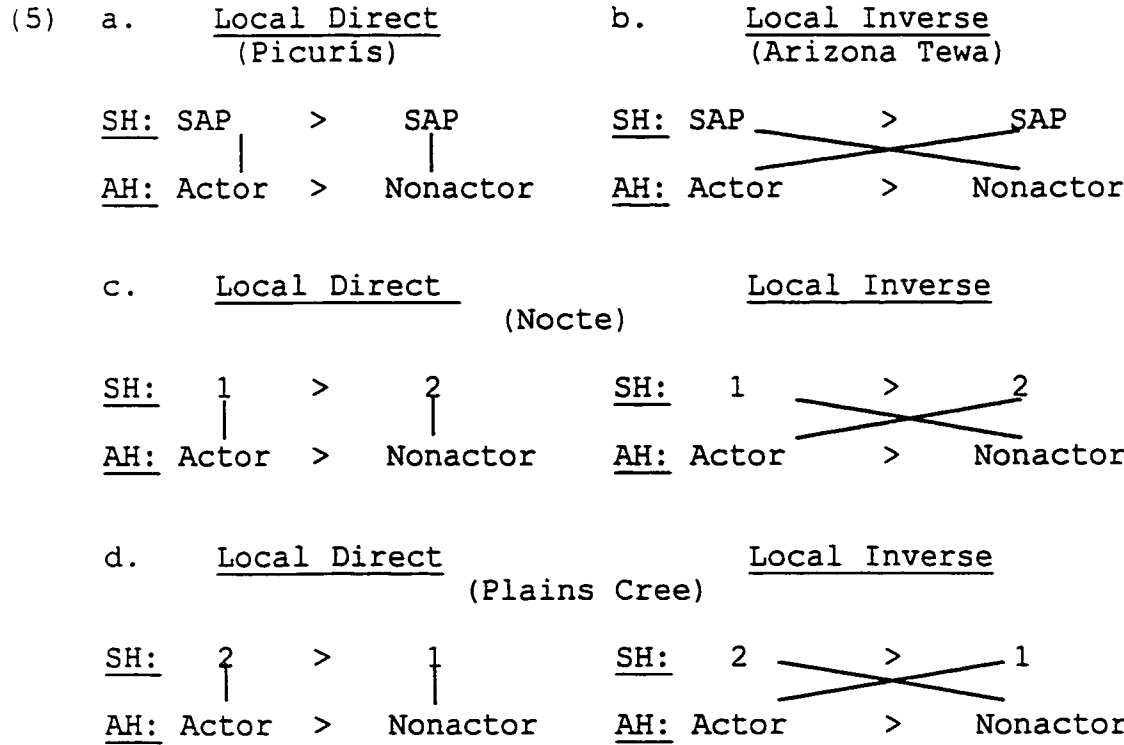 (5) a. Local Direct b. Local Inverse
(Picurís) (Arizona Tewa)
SH: SAP > SAP SH: SAP > SAP
AH: Actor > Nonactor AH: Actor > Nonactor
c. Local Direct Local Inverse
(Nocte)
SH: 1 > 2 SH: 1 > 2
AH: Actor > Nonactor AH: Actor > Nonactor
d. Local Direct Local Inverse
(Plains Cree)
SH: 2 > 1 SH: 2 > 1
AH: Actor > Nonactor AH: Actor > Nonactor